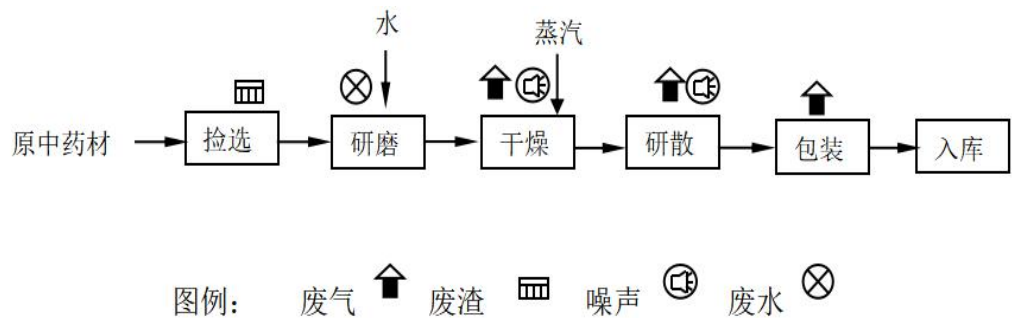 水
蒸汽
原中药材
捡选
研磨
干燥
研散
包装
入库
图例： 废气 废渣 噪声 废水